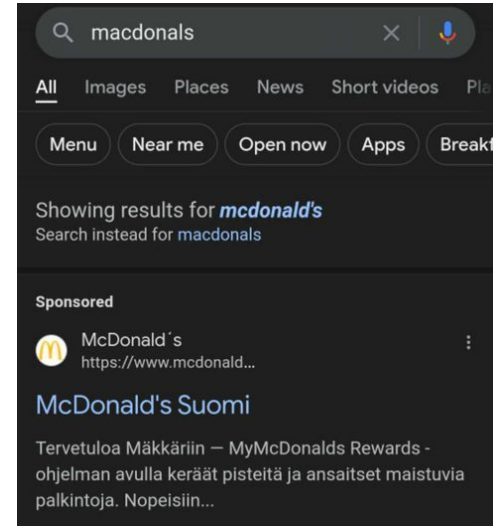 macdonals
All Images Places News Short videos Pla
Menu Near me Open now Apps Breakf
Showing results for mcdonald's
Search instead for macdonals
Sponsored
McDonald´s
https://www.mcdonald...
McDonald's Suomi
Tervetuloa Mäkkäriin — MyMcDonalds Rewards -
ohjelman avulla keräät pisteitä ja ansaitset maistuvia
palkintoja. Nopeisiin...